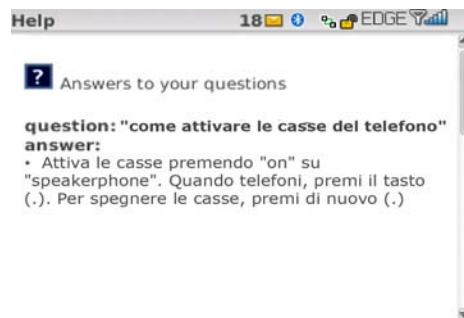 Help 18 EDGE
? Answers to your questions
question: "come attivare le casse del telefono"
answer:
• Attiva le casse premendo "on" su
"speakerphone". Quando telefoni, premi il tasto
(.). Per spegnere le casse, premi di nuovo (.)